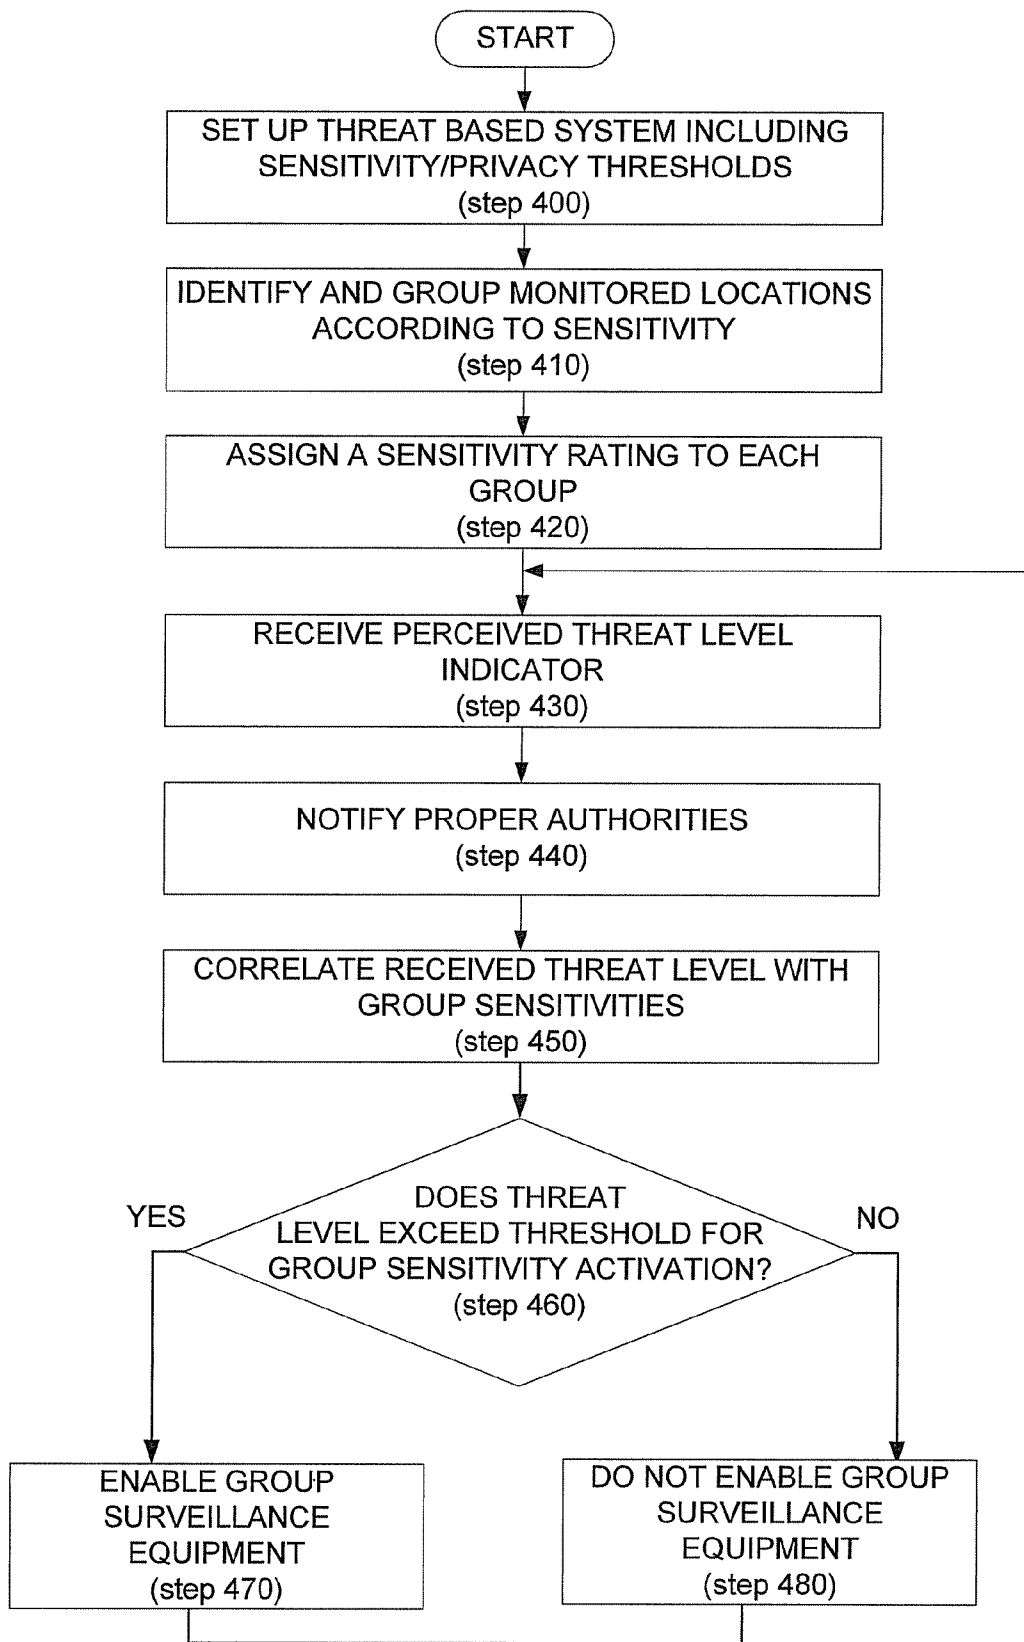 START
SET UP THREAT BASED SYSTEM INCLUDING
SENSITIVITY/PRIVACY THRESHOLDS
(step 400)
IDENTIFY AND GROUP MONITORED LOCATIONS
ACCORDING TO SENSITIVITY
(step 410)
ASSIGN A SENSITIVITY RATING TO EACH
GROUP
(step 420)
RECEIVE PERCEIVED THREAT LEVEL
INDICATOR
(step 430)
NOTIFY PROPER AUTHORITIES
(step 440)
CORRELATE RECEIVED THREAT LEVEL WITH
GROUP SENSITIVITIES
(step 450)
DOES THREAT
LEVEL EXCEED THRESHOLD FOR
GROUP SENSITIVITY ACTIVATION?
(step 460)
YES
NO
ENABLE GROUP
SURVEILLANCE
EQUIPMENT
(step 470)
DO NOT ENABLE GROUP
SURVEILLANCE
EQUIPMENT
(step 480)